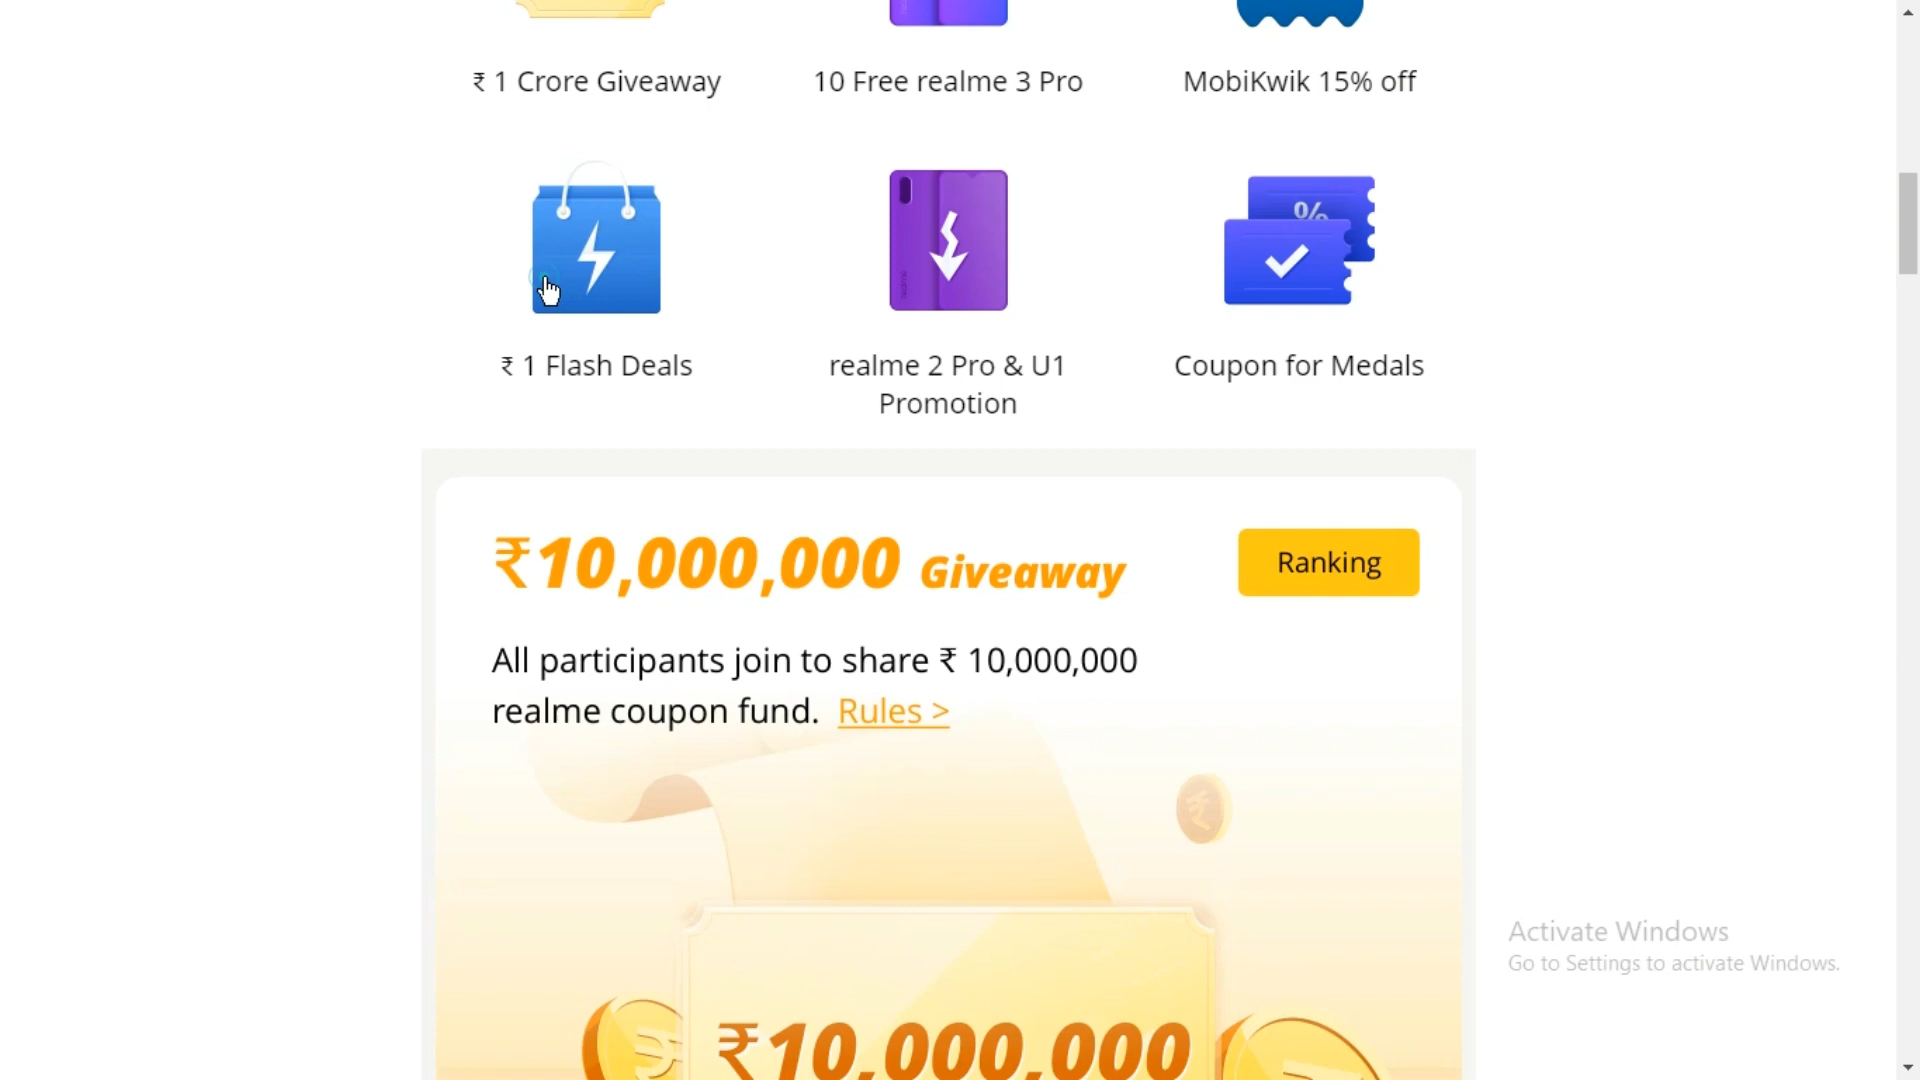 ₹ 1 Crore Giveaway
10 Free realme 3 Pro
MobiKwik 15% off
%
₹ 1 Flash Deals
realme 2 Pro & U1
Promotion
Coupon for Medals
₹10,000,000 Giveaway
Ranking
All participants join to share ₹ 10,000,000
realme coupon fund. Rules >
₹
Activate Windows
Go to Settings to activate Windows.
₹10,000,000